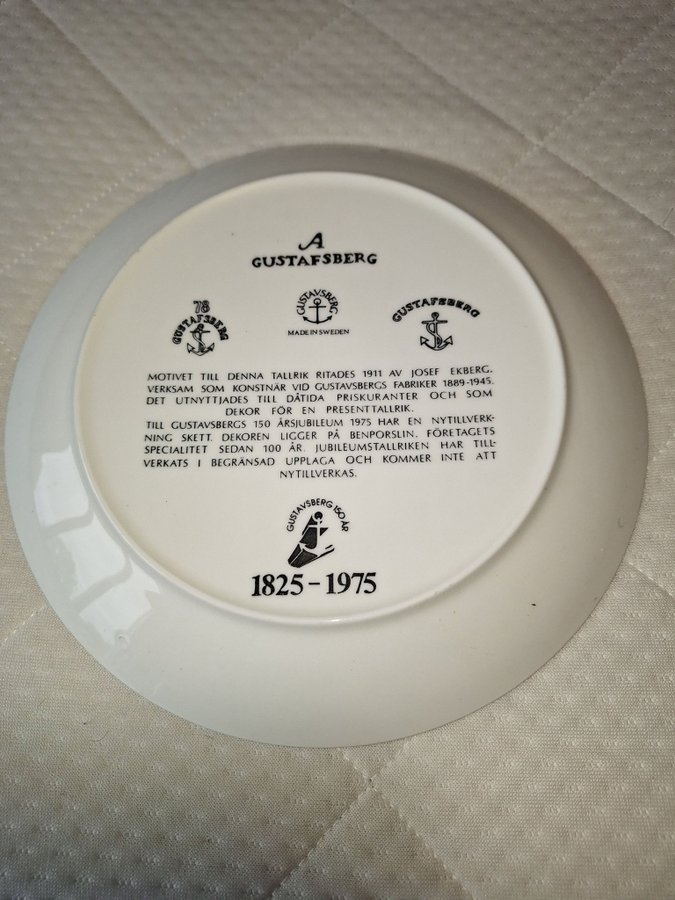 A
GUSTAFSBERG
78
GUSTAFSBERG
GUSTAVSBERG
MADE IN SWEDEN
GUSTAFSBERG
MOTIVET TILL DENNA TALLRIK RITADES 1911 AV JOSEF EKBERG.
VERKSAM SOM KONSTNÄR VID GUSTAVSBERGS FABRIKER 1889-1945.
DET UTNYTTJADES TILL DÅTIDA PRISKURANTER OCH SOM
DEKOR FÖR EN PRESENTTALLRIK.
TILL GUSTAVSBERGS 150 ÅRSJUBILEUM 1975 HAR EN NYTILLVERK-
NING SKETT. DEKOREN LIGGER PÅ BENPORSLIN. FÖRETAGETS
SPECIALITET SEDAN 100 ÅR. JUBILEUMSTALLRIKEN HAR TILL-
VERKATS I BEGRÄNSAD UPPLAGA OCH KOMMER INTE ATT
NYTILLVERKAS.
GUSTAVSBERG 150 ÅR
1825-1975